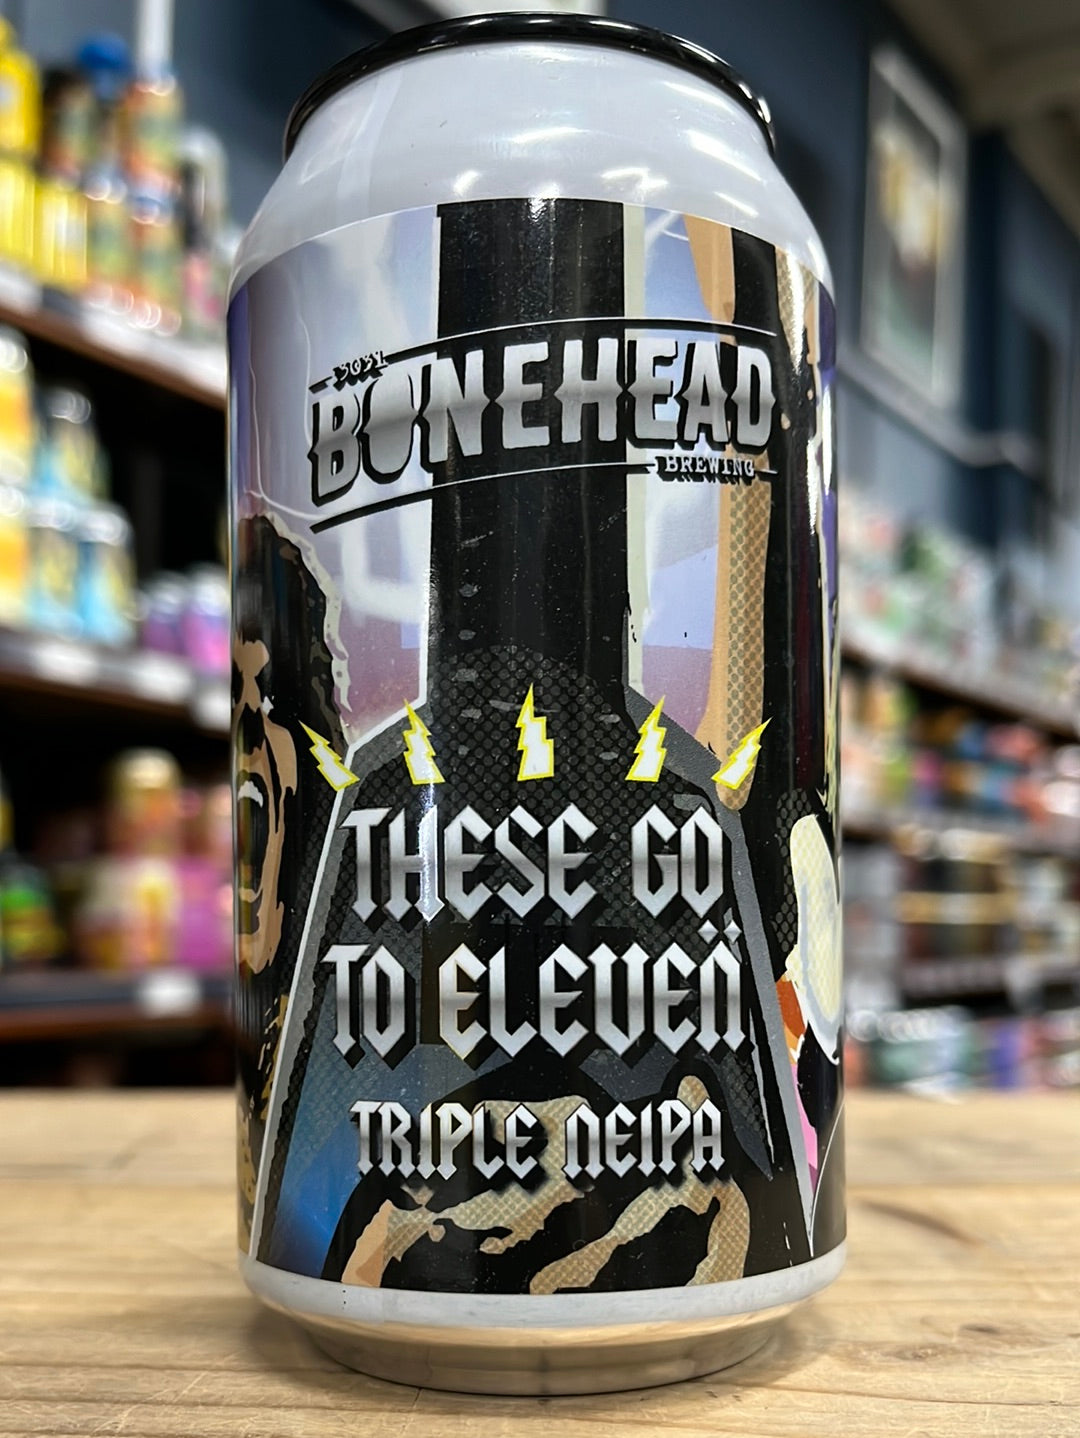 3031
BONEHEAD
BREWING
THESE GO
TO ELEVEN̈
TRIPLE NEIPA